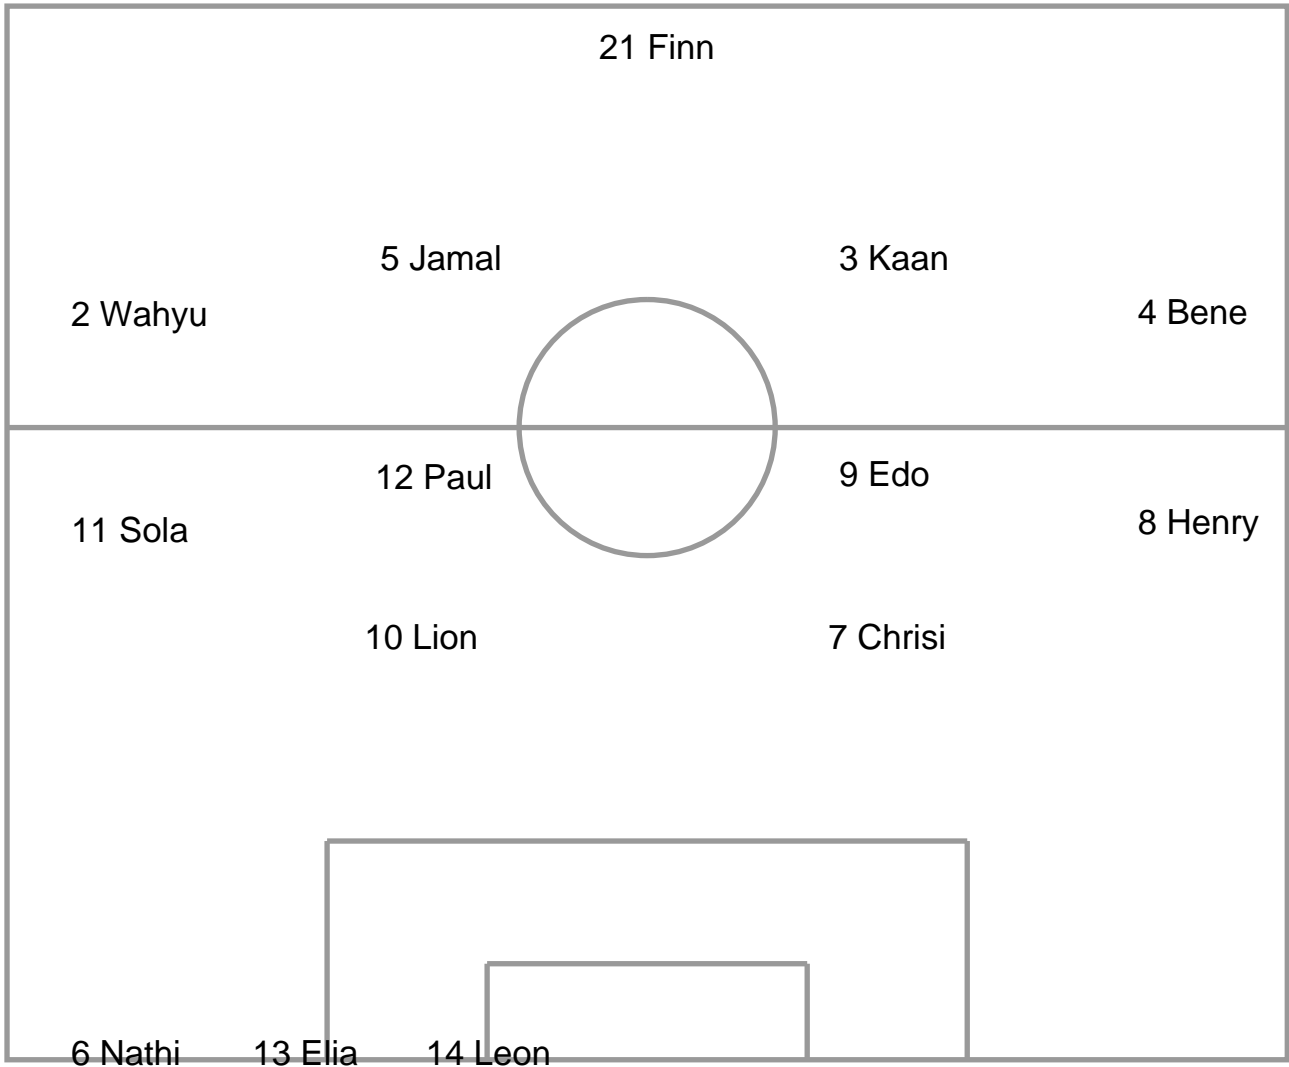 21 Finn
5 Jamal
3 Kaan
2 Wahyu
4 Bene
12 Paul
9 Edo
11 Sola
8 Henry
10 Lion
7 Chrisi
6 Nathi
13 Elia
14 Leon